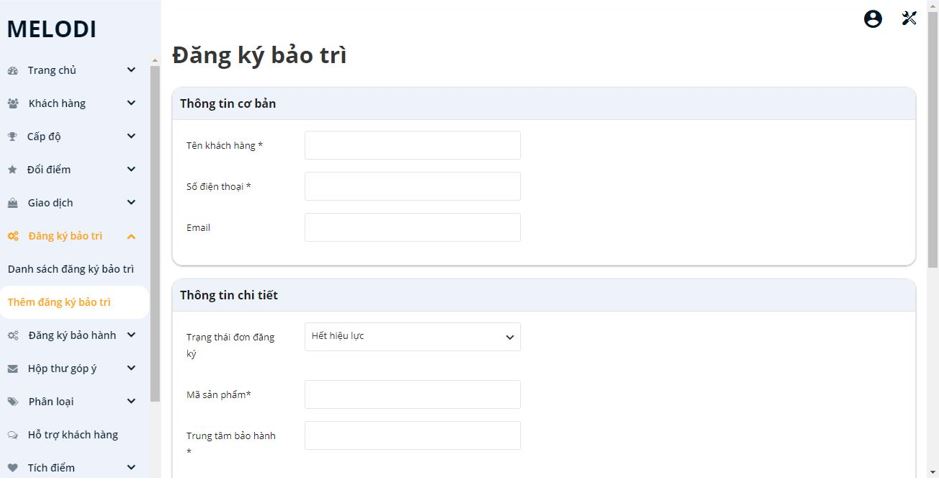 MELODI
Trang chủ
Khách hàng
Cấp độ
Đổi điểm
Giao dịch
Đăng ký bảo trì
Danh sách đăng ký bảo trì
Thêm đăng ký bảo trì
Đăng ký bảo hành
Hộp thư góp ý
Phân loại
Hỗ trợ khách hàng
Tích điểm
Đăng ký bảo trì
Thông tin cơ bản
Tên khách hàng *
Số điện thoại *
Email
Thông tin chi tiết
Trạng thái đơn đăng
ký
Hết hiệu lực
Mã sản phẩm*
Trung tâm bảo hành
*